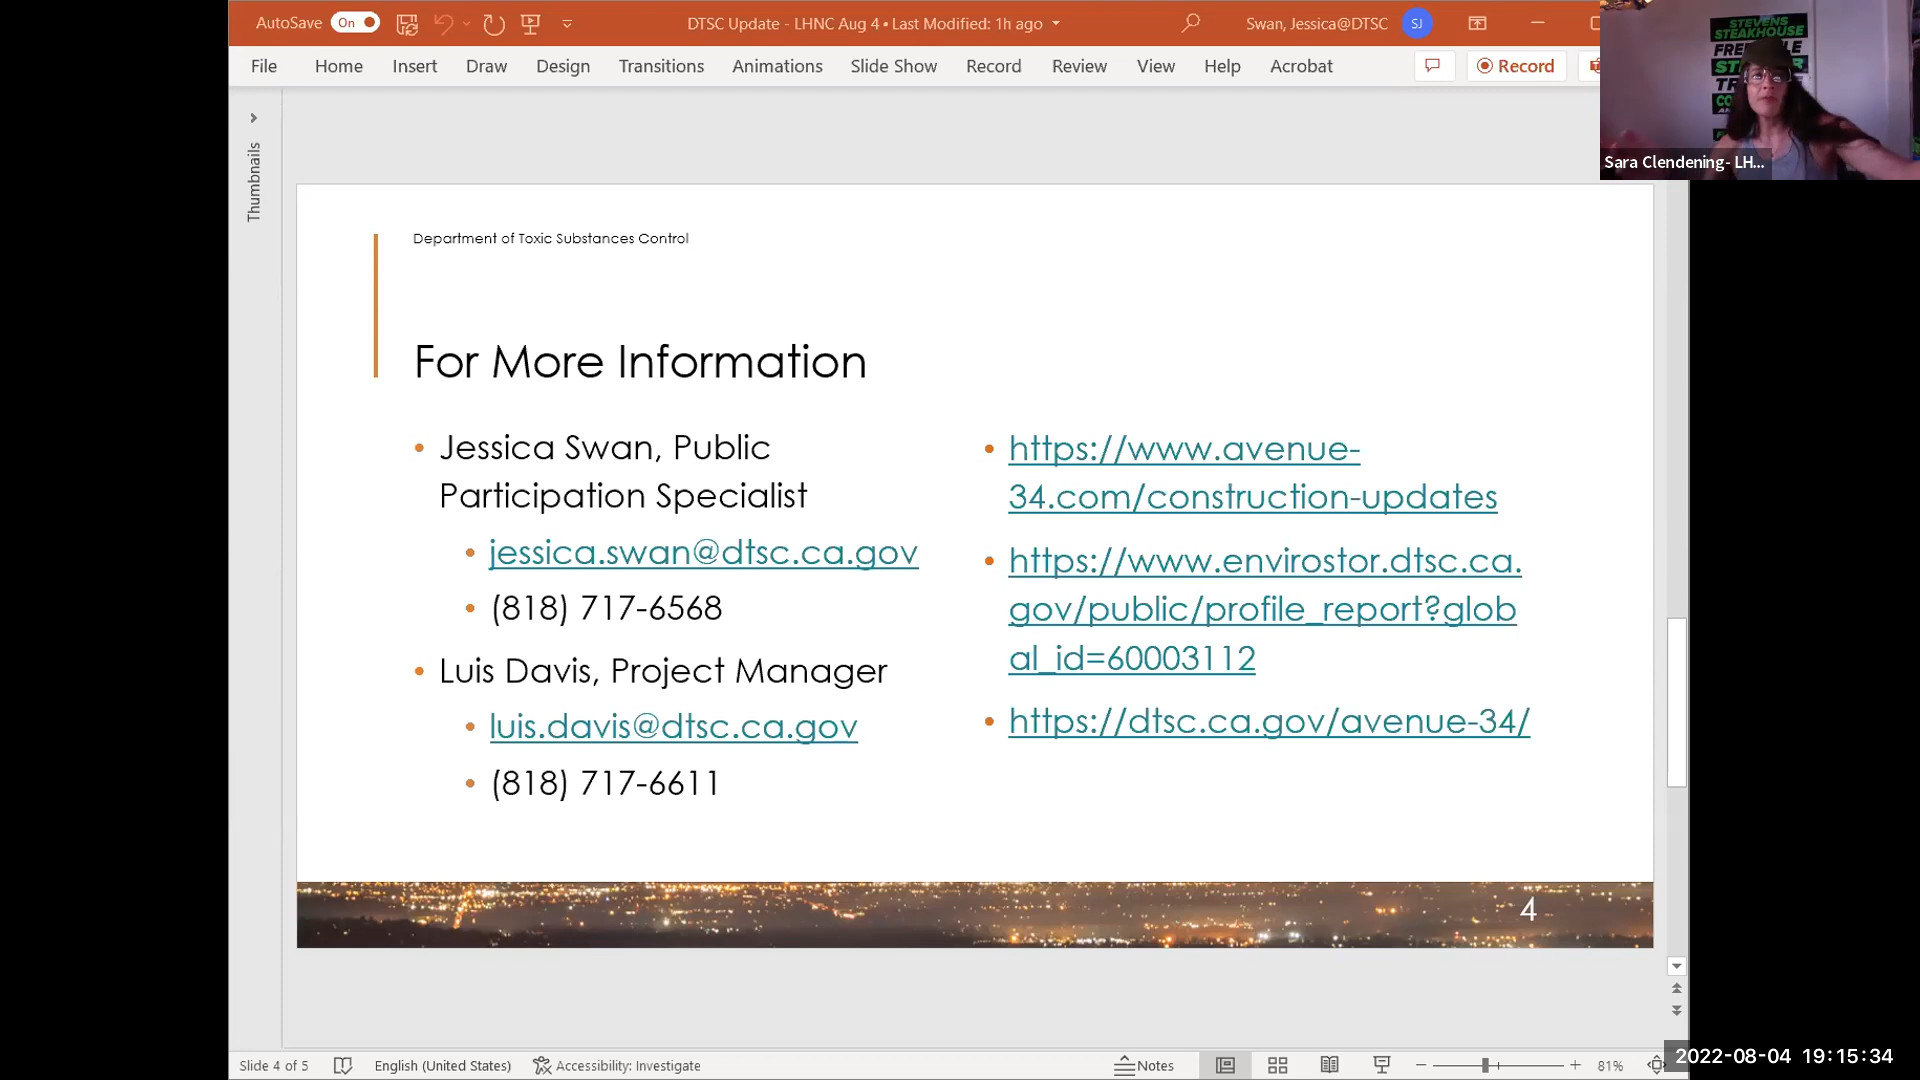 AutoSave
On
DTSC Update - LHNC Aug 4 • Last Modified: 1h ago
Swan, Jessica@DTSC
SJ
File
Home
Insert
Draw
Design
Transitions
Animations
Slide Show
Record
Review
View
Help
Acrobat
Record
STEVENS
STEAKHOUSE
Sara Clendening- LH...
Thumbnails
Department of Toxic Substances Control
For More Information
• Jessica Swan, Public
Participation Specialist
• jessica.swan@dtsc.ca.gov
• (818) 717-6568
• Luis Davis, Project Manager
• luis.davis@dtsc.ca.gov
• (818) 717-6611
• https://www.avenue-
34.com/construction-updates
• https://www.envirostor.dtsc.ca.
gov/public/profile_report?glob
al_id=60003112
• https://dtsc.ca.gov/avenue-34/
4
Slide 4 of 5
English (United States)
Accessibility: Investigate
Notes
81%
2022-08-04 19:15:34